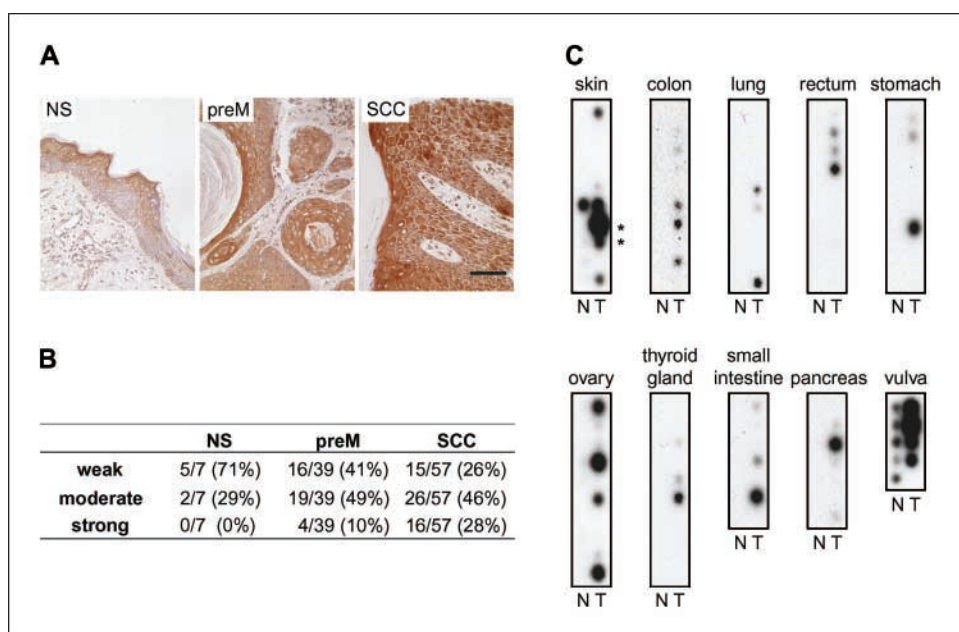 A
NS
preM
SCC
B
NS preM SCC
weak 5/7 (71%) 16/39 (41%) 15/57 (26%)
moderate 2/7 (29%) 19/39 (49%) 26/57 (46%)
strong 0/7 (0%) 4/39 (10%) 16/57 (28%)
C
skin colon lung rectum stomach
*
*
N T N T N T N T N T
ovary thyroid gland small intestine pancreas vulva
N T N T N T N T N T